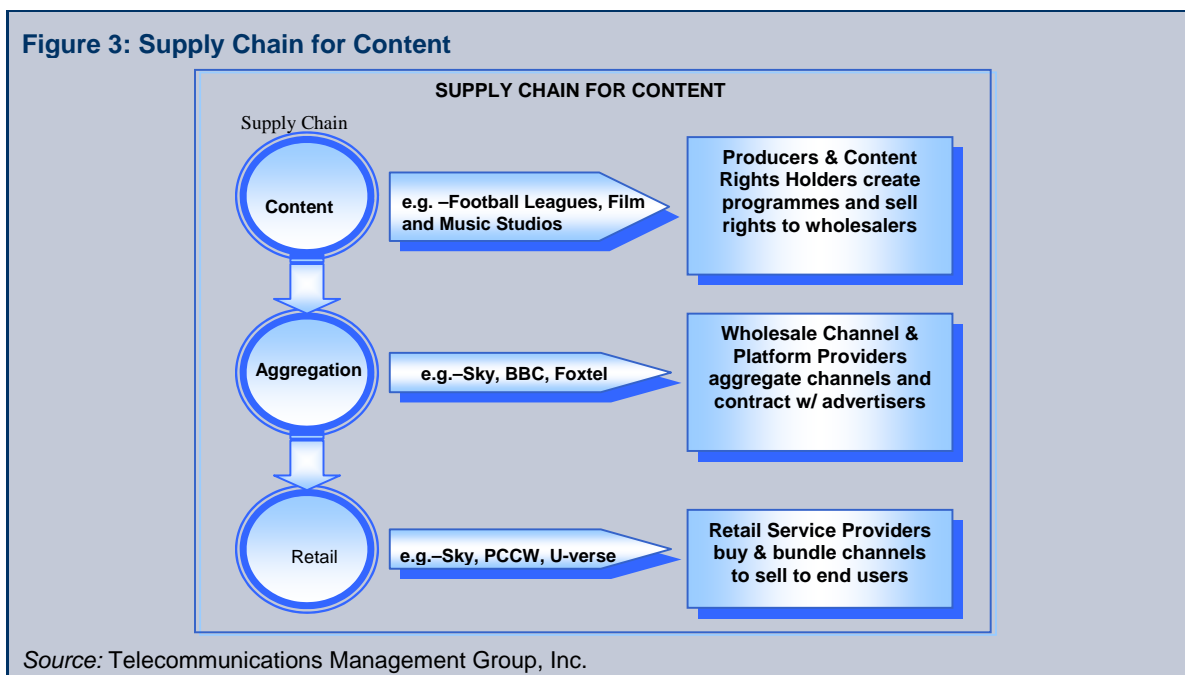 Figure 3: Supply Chain for Content
SUPPLY CHAIN FOR CONTENT
Supply Chain
Content
e.g. –Football Leagues, Film
and Music Studios
Producers & Content
Rights Holders create
programmes and sell
rights to wholesalers
Aggregation
e.g.–Sky, BBC, Foxtel
Wholesale Channel &
Platform Providers
aggregate channels and
contract w/ advertisers
Retail
e.g.–Sky, PCCW, U-verse
Retail Service Providers
buy & bundle channels
to sell to end users
Source: Telecommunications Management Group, Inc.